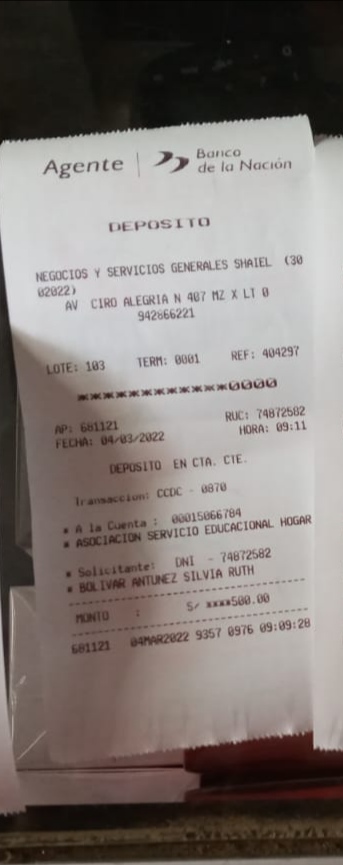 Agente | Banco
de la Nación
DEPOSITO
NEGOCIOS Y SERVICIOS GENERALES SHAIEL (30
02022)
AV CIRO ALEGRIA N 407 MZ X LT 0
942866221
LOTE: 103 TERM: 0001 REF: 404297
************0000
AP: 681121 RUC: 74872582
FECHA: 04/03/2022 HORA: 09:11
DEPOSITO EN CTA. CTE.
Transaccion: CCDC - 0870
* A la Cuenta : 00015066784
* ASOCIACION SERVICIO EDUCACIONAL HOGAR
* Solicitante: DNI - 74872582
* BOLIVAR ANTUNEZ SILVIA RUTH
MONTO : S/ ****500.00
681121 04MAR2022 9357 0976 09:09:28